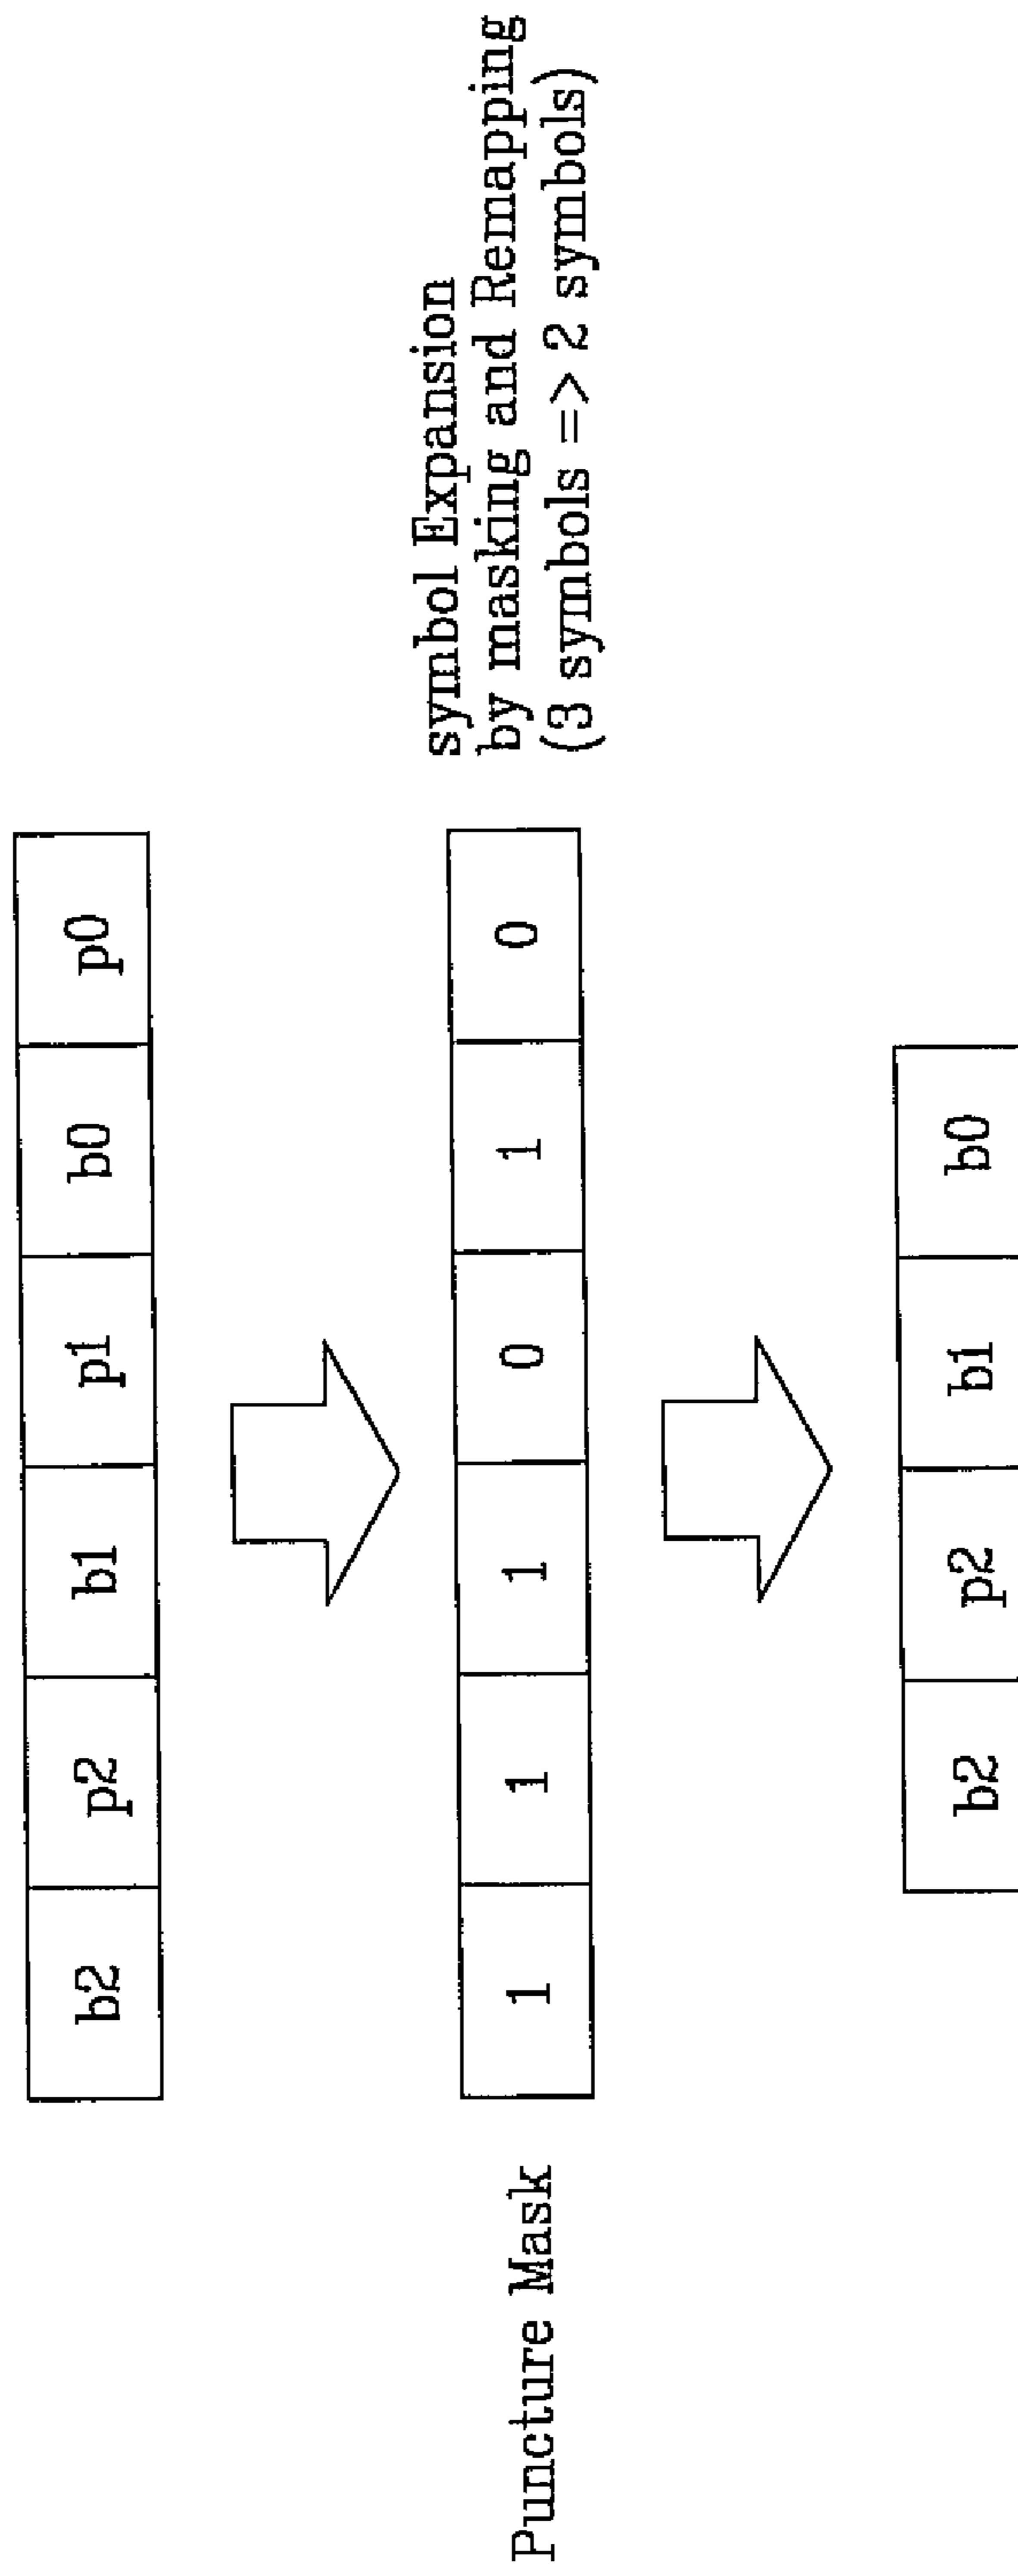 b2 p2 b1 p1 b0 p0
Puncture Mask 1 1 1 0 1 0
symbol Expansion
by masking and Remapping
(3 symbols => 2 symbols)
b2 p2 b1 b0